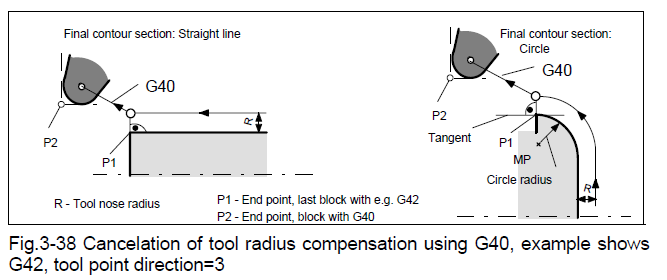 Final contour section: Straight line
G40
R
P2
P1
R - Tool nose radius
P1 - End point, last block with e.g. G42
P2 - End point, block with G40
Final contour section:
Circle
G40
P2
Tangent
P1
MP
Circle radius
R
Fig.3-38 Cancelation of tool radius compensation using G40, example shows
G42, tool point direction=3